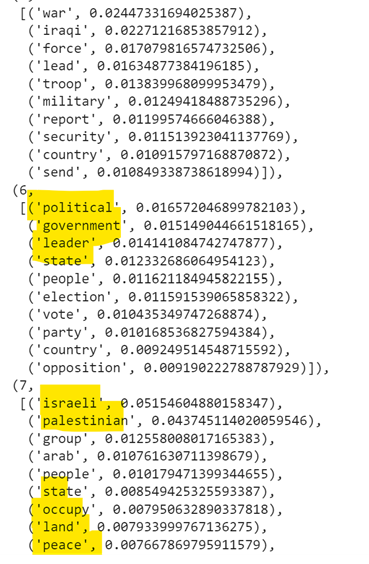 [('war', 0.02447331694025387),
('iraqi', 0.02271216853857912),
('force', 0.017079816574732506),
('lead', 0.01634877384196185),
('troop', 0.013839968099953479),
('military', 0.01249418488735296),
('report', 0.01199574666046388),
('security', 0.011513923041137769),
('country', 0.010915797168870872),
('send', 0.010849338738618994)]),
(6,
[('political', 0.016572046899782103),
('government', 0.015149044661518165),
('leader', 0.014141084742747877),
('state', 0.012332686064954123),
('people', 0.011621184945822155),
('election', 0.011591539065858322),
('vote', 0.010435349747268874),
('party', 0.010168536827594384),
('country', 0.009249514548715592),
('opposition', 0.009190222788787929)]),
(7,
[('israeli', 0.05154604880158347),
('palestinian', 0.043745114020059546),
('group', 0.012558008017165383),
('arab', 0.010761630711398679),
('people', 0.010179471399344655),
('state', 0.008549425325593387),
('occupy', 0.007950632890337818),
('land', 0.007933999767136275),
('peace', 0.007667869795911579),